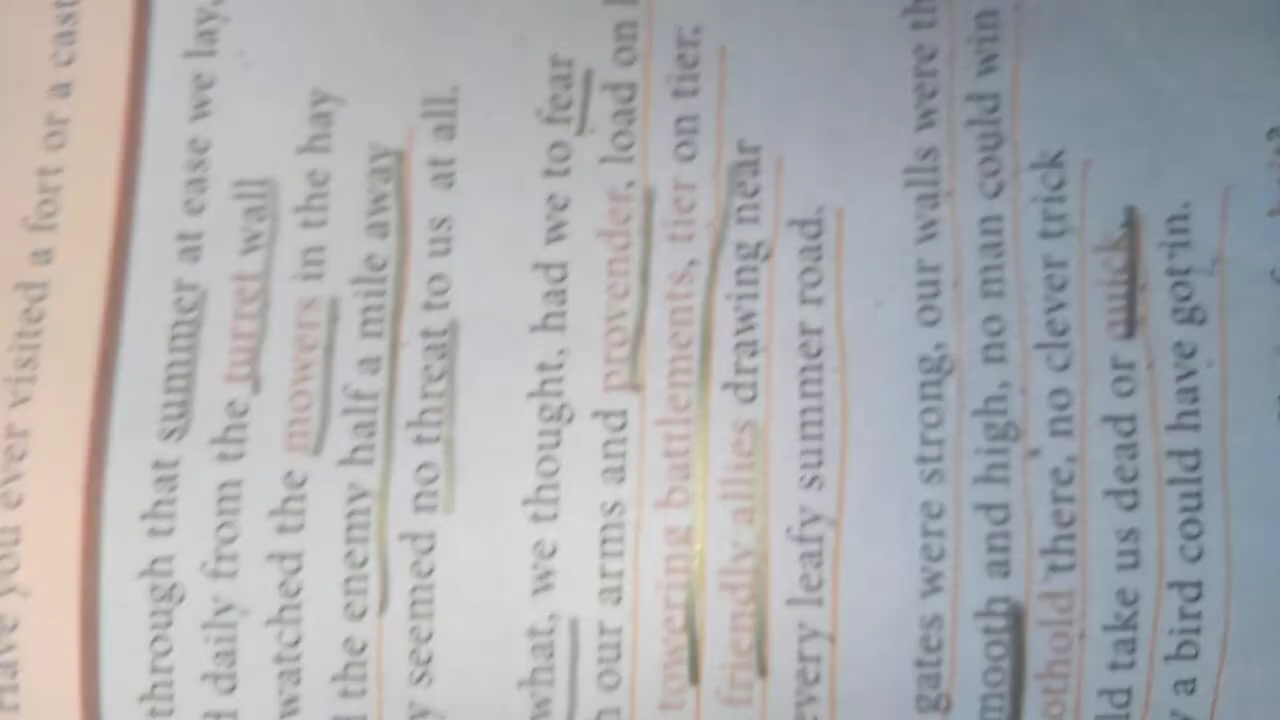 Have you ever visited a fort or a cast
through that summer at ease we lay,
daily from the turret wall
watched the mowers in the hay
the enemy half a mile away
y seemed no threat to us at all.
what, we thought, had we to fear
our arms and provender, load on l
towering battlements, tier on tier,
friendly allies drawing near
very leafy summer road.
gates were strong, our walls were th
mooth and high, no man could win
othold there, no clever trick
ld take us dead or quick,
y a bird could have got in.